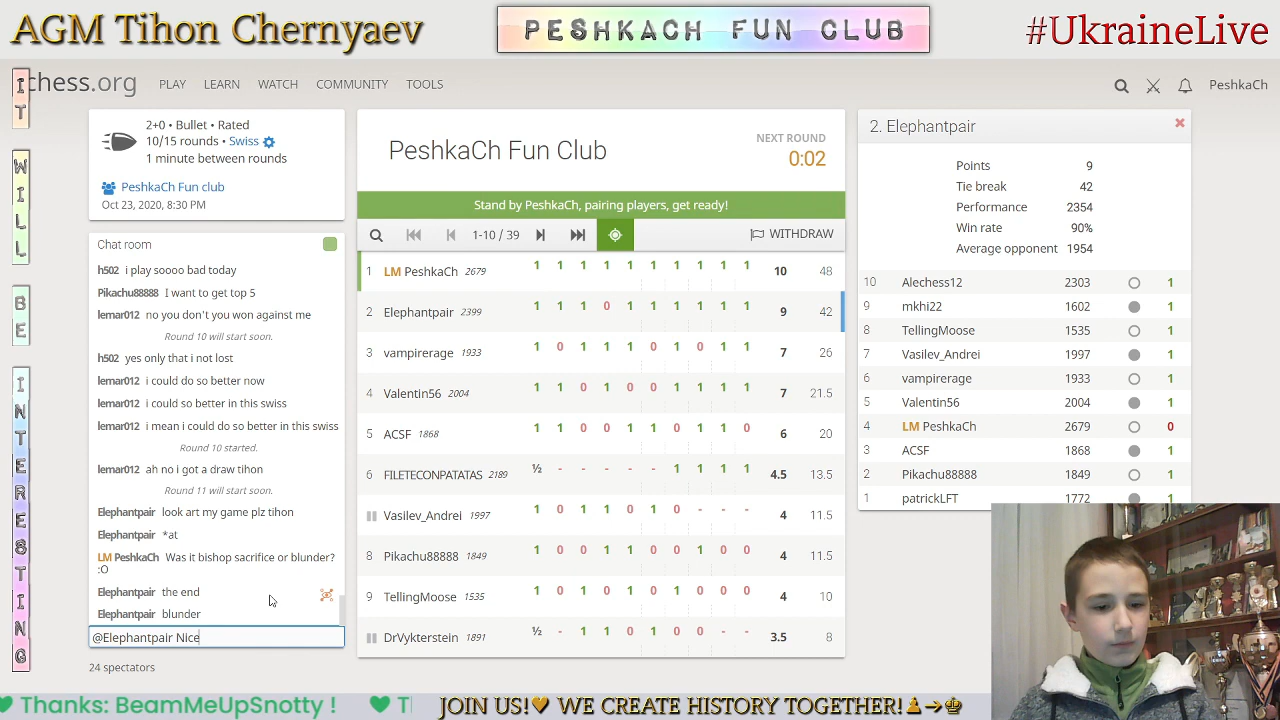 AGM Tihon Chernyaev
PESHKACH FUN CLUB
#UkraineLive
IT
WILL
BE
INTERESTING
chess.org
PLAY LEARN WATCH COMMUNITY TOOLS
PeshkaCh
2+0 • Bullet • Rated
10/15 rounds • Swiss
1 minute between rounds
PeshkaCh Fun club
Oct 23, 2020, 8:30 PM
Chat room
h502 i play soooo bad today
Pikachu88888 I want to get top 5
lemar012 no you don't you won against me
Round 10 will start soon.
h502 yes only that i not lost
lemar012 i could do so better now
lemar012 i could so better in this swiss
lemar012 i mean i could do so better in this swiss
Round 10 started.
lemar012 ah no i got a draw tihon
Round 11 will start soon.
Elephantpair look art my game plz tihon
Elephantpair *at
LM PeshkaCh Was it bishop sacrifice or blunder?
:O
Elephantpair the end
Elephantpair blunder
@Elephantpair Nice
24 spectators
PeshkaCh Fun Club
NEXT ROUND
0:02
Stand by PeshkaCh, pairing players, get ready!
1-10 / 39
WITHDRAW
1 LM PeshkaCh 2679 1 1 1 1 1 1 1 1 1 1 10 48
2 Elephantpair 2399 1 1 1 0 1 1 1 1 1 1 9 42
3 vampirerage 1933 1 0 1 1 1 0 1 0 1 1 7 26
4 Valentin56 2004 1 1 0 1 0 0 1 1 1 1 7 21.5
5 ACSF 1868 1 1 0 0 1 1 0 1 1 0 6 20
6 FILETECONPATATAS 2189 ½ - - - - - 1 1 1 1 4.5 13.5
Vasilev_Andrei 1997 1 0 1 1 0 1 0 - - - 4 11.5
8 Pikachu88888 1849 1 0 0 1 1 0 0 1 0 0 4 11.5
9 TellingMoose 1535 1 0 1 0 1 1 0 0 0 0 4 10
DrVykterstein 1891 ½ - 1 1 0 1 0 0 - - 3.5 8
2. Elephantpair
Points 9
Tie break 42
Performance 2354
Win rate 90%
Average opponent 1954
10 Alechess12 2303 1
9 mkhi22 1602 1
8 TellingMoose 1535 1
7 Vasilev_Andrei 1997 1
6 vampirerage 1933 1
5 Valentin56 2004 1
4 LM PeshkaCh 2679 0
3 ACSF 1868 1
2 Pikachu88888 1849 1
1 patrickLFT 1772 1
Thanks: BeamMeUpSnotty !
JOIN US! WE CREATE HISTORY TOGETHER!